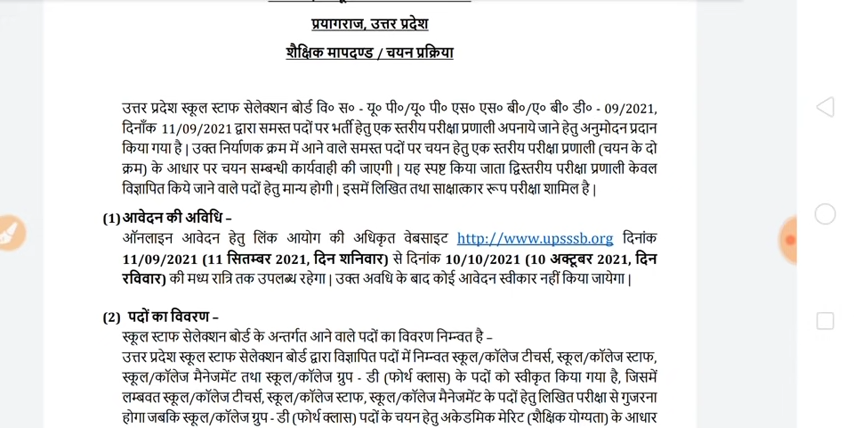 प्रयागराज, उत्तर प्रदेश
शैक्षिक मापदण्ड / चयन प्रक्रिया
उत्तर प्रदेश स्कूल स्टाफ सेलेक्शन बोर्ड वि० स० - यू० पी०/यू० पी० एस० एस० बी०/ए० बी० डी० - 09/2021,
दिनाँक 11/09/2021 द्वारा समस्त पदों पर भर्ती हेतु एक स्तरीय परीक्षा प्रणाली अपनाये जाने हेतु अनुमोदन प्रदान
किया गया है | उक्त निर्याणक क्रम में आने वाले समस्त पदों पर चयन हेतु एक स्तरीय परीक्षा प्रणाली (चयन के दो
क्रम) के आधार पर चयन सम्बन्धी कार्यवाही की जाएगी | यह स्पष्ट किया जाता द्विस्तरीय परीक्षा प्रणाली केवल
विज्ञापित किये जाने वाले पदों हेतु मान्य होगी | इसमें लिखित तथा साक्षात्कार रूप परीक्षा शामिल है |
(1) आवेदन की अविधि –
ऑनलाइन आवेदन हेतु लिंक आयोग की अधिकृत वेबसाइट http://www.upsssb.org दिनांक
11/09/2021 (11 सितम्बर 2021, दिन शनिवार) से दिनांक 10/10/2021 (10 अक्टूबर 2021, दिन
रविवार) की मध्य रात्रि तक उपलब्ध रहेगा | उक्त अवधि के बाद कोई आवेदन स्वीकार नहीं किया जायेगा |
(2) पदों का विवरण –
स्कूल स्टाफ सेलेक्शन बोर्ड के अन्तर्गत आने वाले पदों का विवरण निम्वत है –
उत्तर प्रदेश स्कूल स्टाफ सेलेक्शन बोर्ड द्वारा विज्ञापित पदों में निम्वत स्कूल/कॉलेज टीचर्स, स्कूल/कॉलेज स्टाफ,
स्कूल/कॉलेज मैनेजमेंट तथा स्कूल/कॉलेज ग्रुप - डी (फोर्थ क्लास) के पदों को स्वीकृत किया गया है, जिसमें
लम्बवत स्कूल/कॉलेज टीचर्स, स्कूल/कॉलेज स्टाफ, स्कूल/कॉलेज मैनेजमेंट के पदों हेतु लिखित परीक्षा से गुजरना
होगा जबकि स्कूल/कॉलेज ग्रुप - डी (फोर्थ क्लास) पदों के चयन हेतु अकेडमिक मेरिट (शैक्षिक योग्यता) के आधार